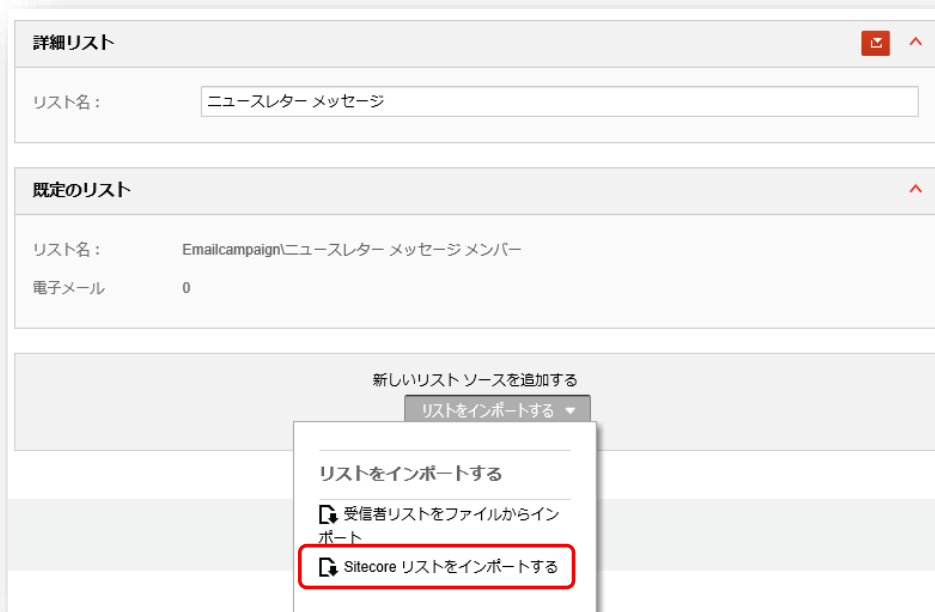 詳細リスト
リスト名：
ニュースレター メッセージ
既定のリスト
リスト名：
Emailcampaign\ニュースレター メッセージ メンバー
電子メール
0
新しいリスト ソースを追加する
リストをインポートする
リストをインポートする
受信者リストをファイルからイン
ポート
Sitecore リストをインポートする